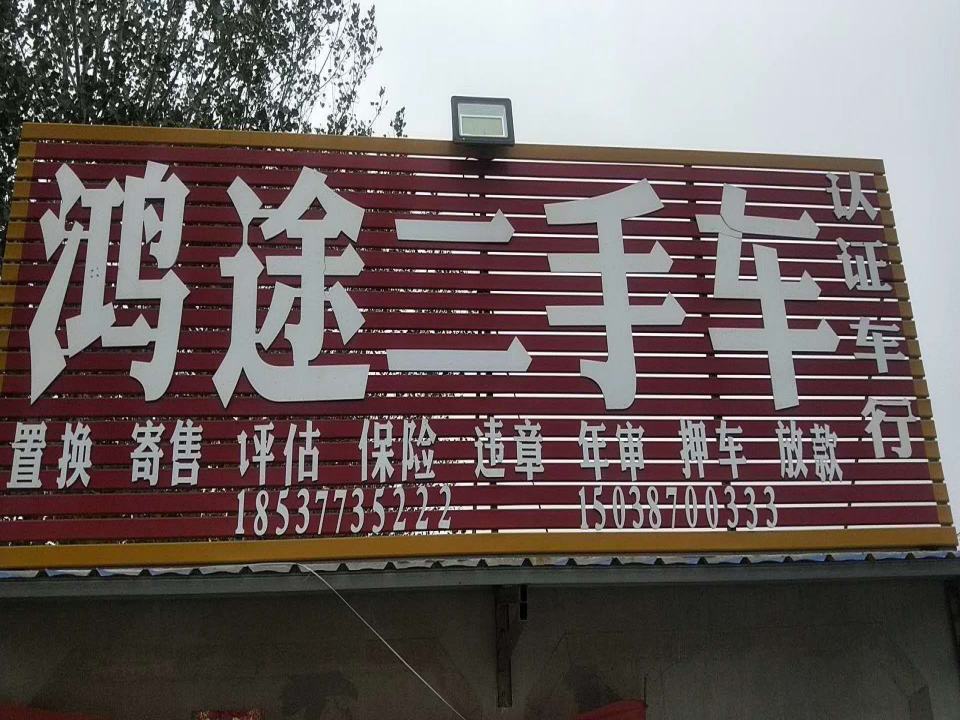 鸿途二手车
认证车行
置换 寄售 评估 保险 违章 年审 押车 放款
18537735222 15038700333